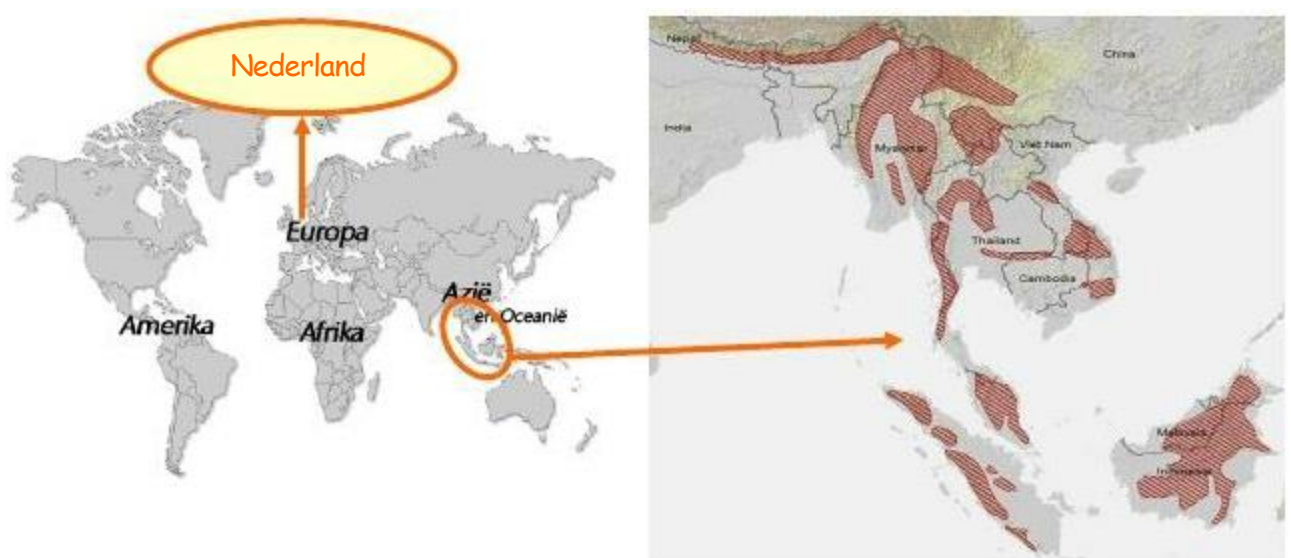 Nederland
Europa
Azië
en Oceanië
Amerika
Afrika
Nepal
China
India
Myanmar
Viet Nam
Thailand
Cambodia
Malaysia
Indonesia